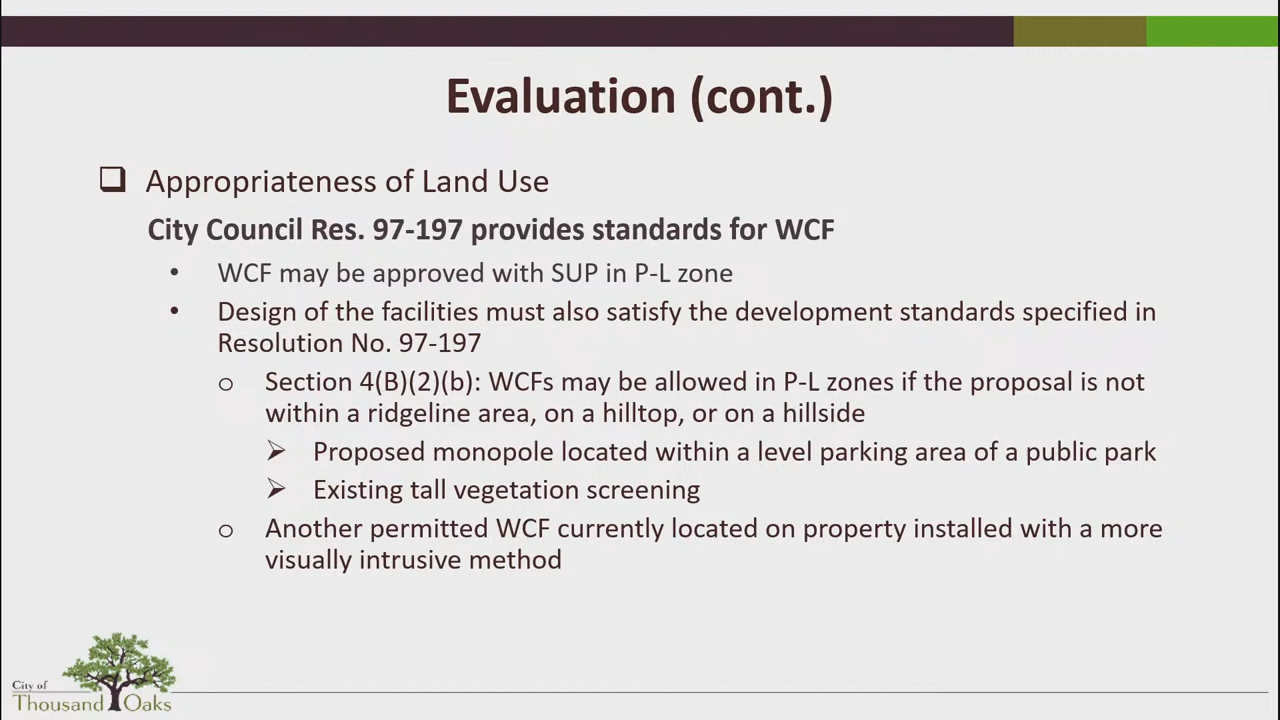 Evaluation (cont.)
❑ Appropriateness of Land Use
City Council Res. 97-197 provides standards for WCF
• WCF may be approved with SUP in P-L zone
• Design of the facilities must also satisfy the development standards specified in
Resolution No. 97-197
o Section 4(B)(2)(b): WCFs may be allowed in P-L zones if the proposal is not
within a ridgeline area, on a hilltop, or on a hillside
➢ Proposed monopole located within a level parking area of a public park
➢ Existing tall vegetation screening
o Another permitted WCF currently located on property installed with a more
visually intrusive method
City of
Thousand Oaks